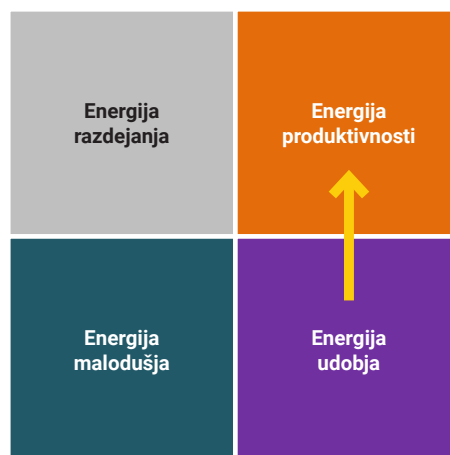 Energija
razdejanja
Energija
produktivnosti
Energija
malodušja
Energija
udobja